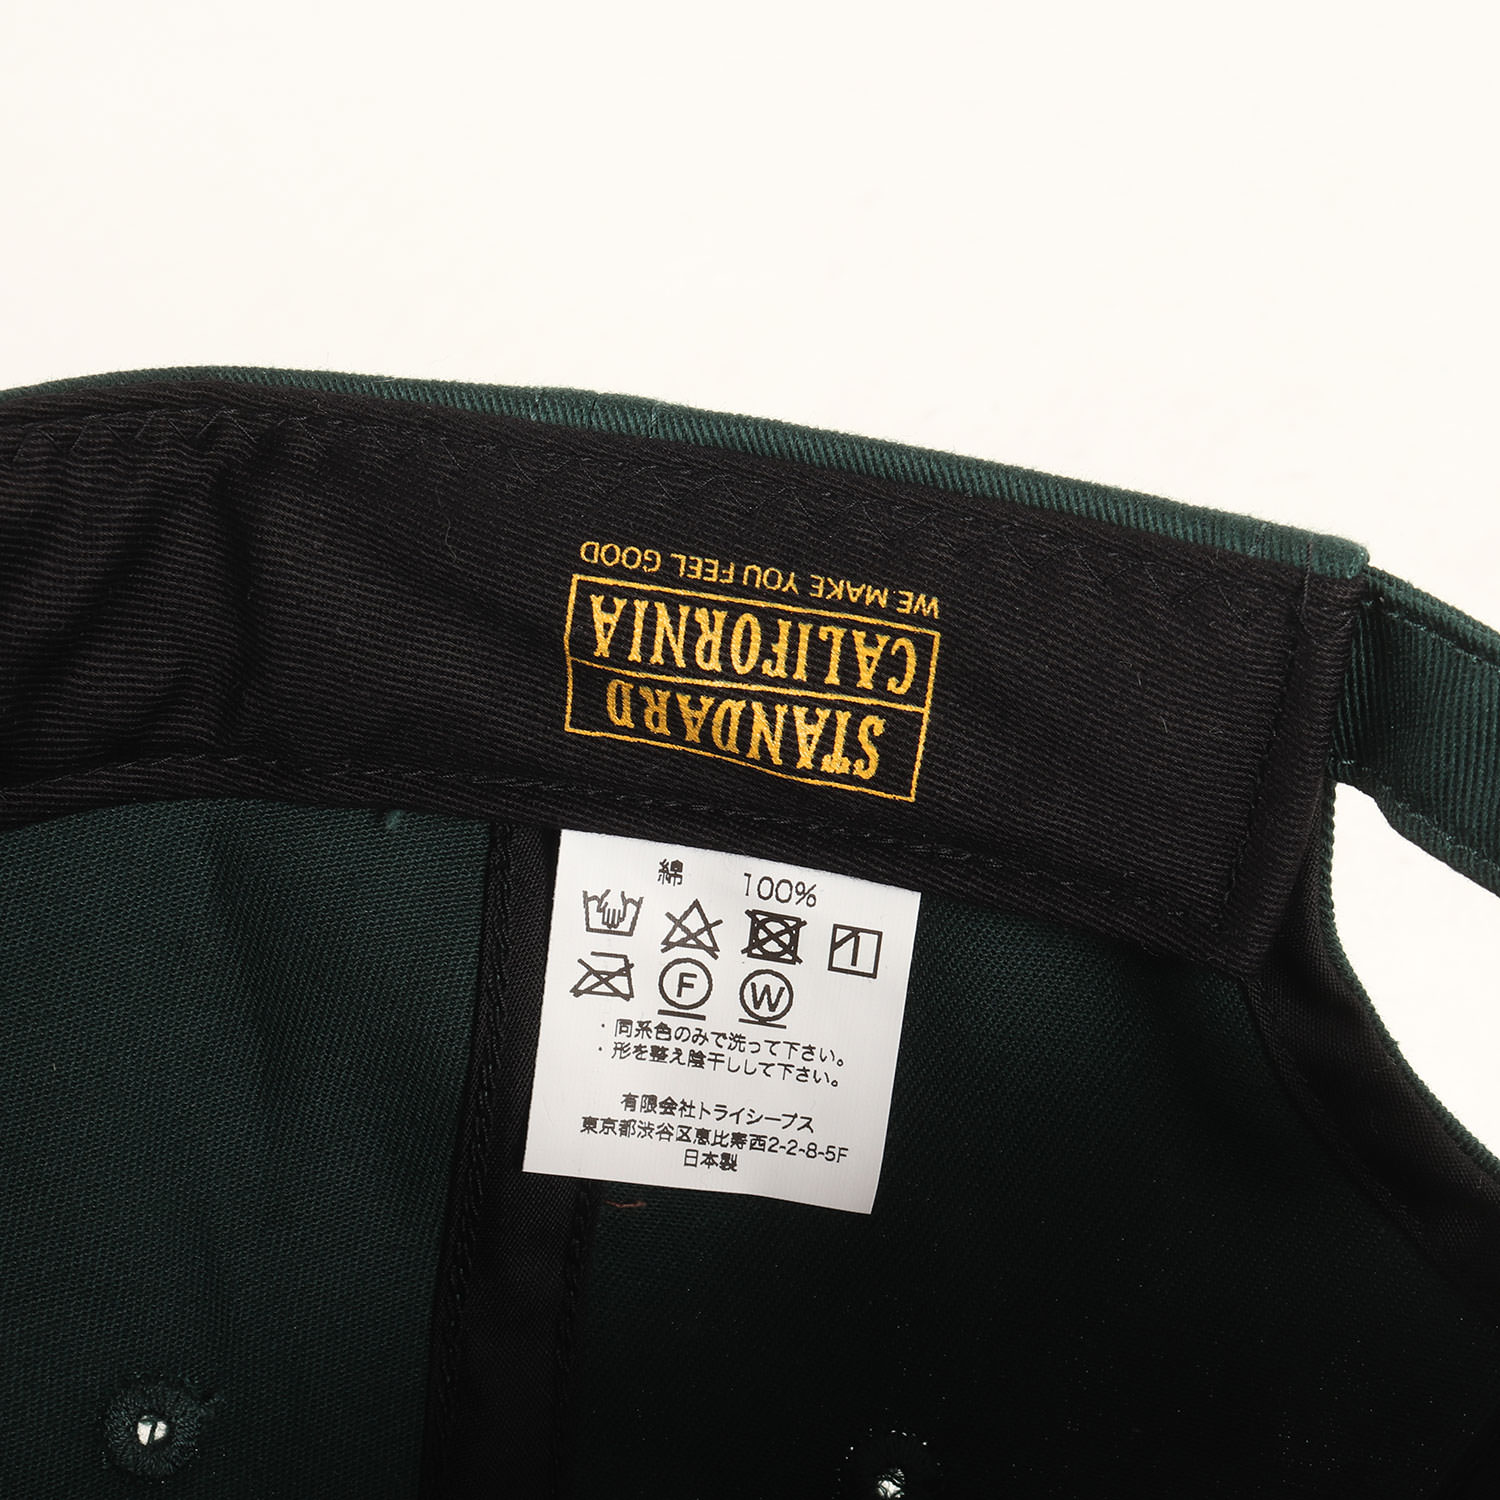 STANDARD
CALIFORNIA
WE MAKE YOU FEEL GOOD
綿 100%
F W
・同系色のみで洗って下さい。
・形を整え陰干しして下さい。
有限会社トライシープス
東京都渋谷区恵比寿西2-2-8-5F
日本製